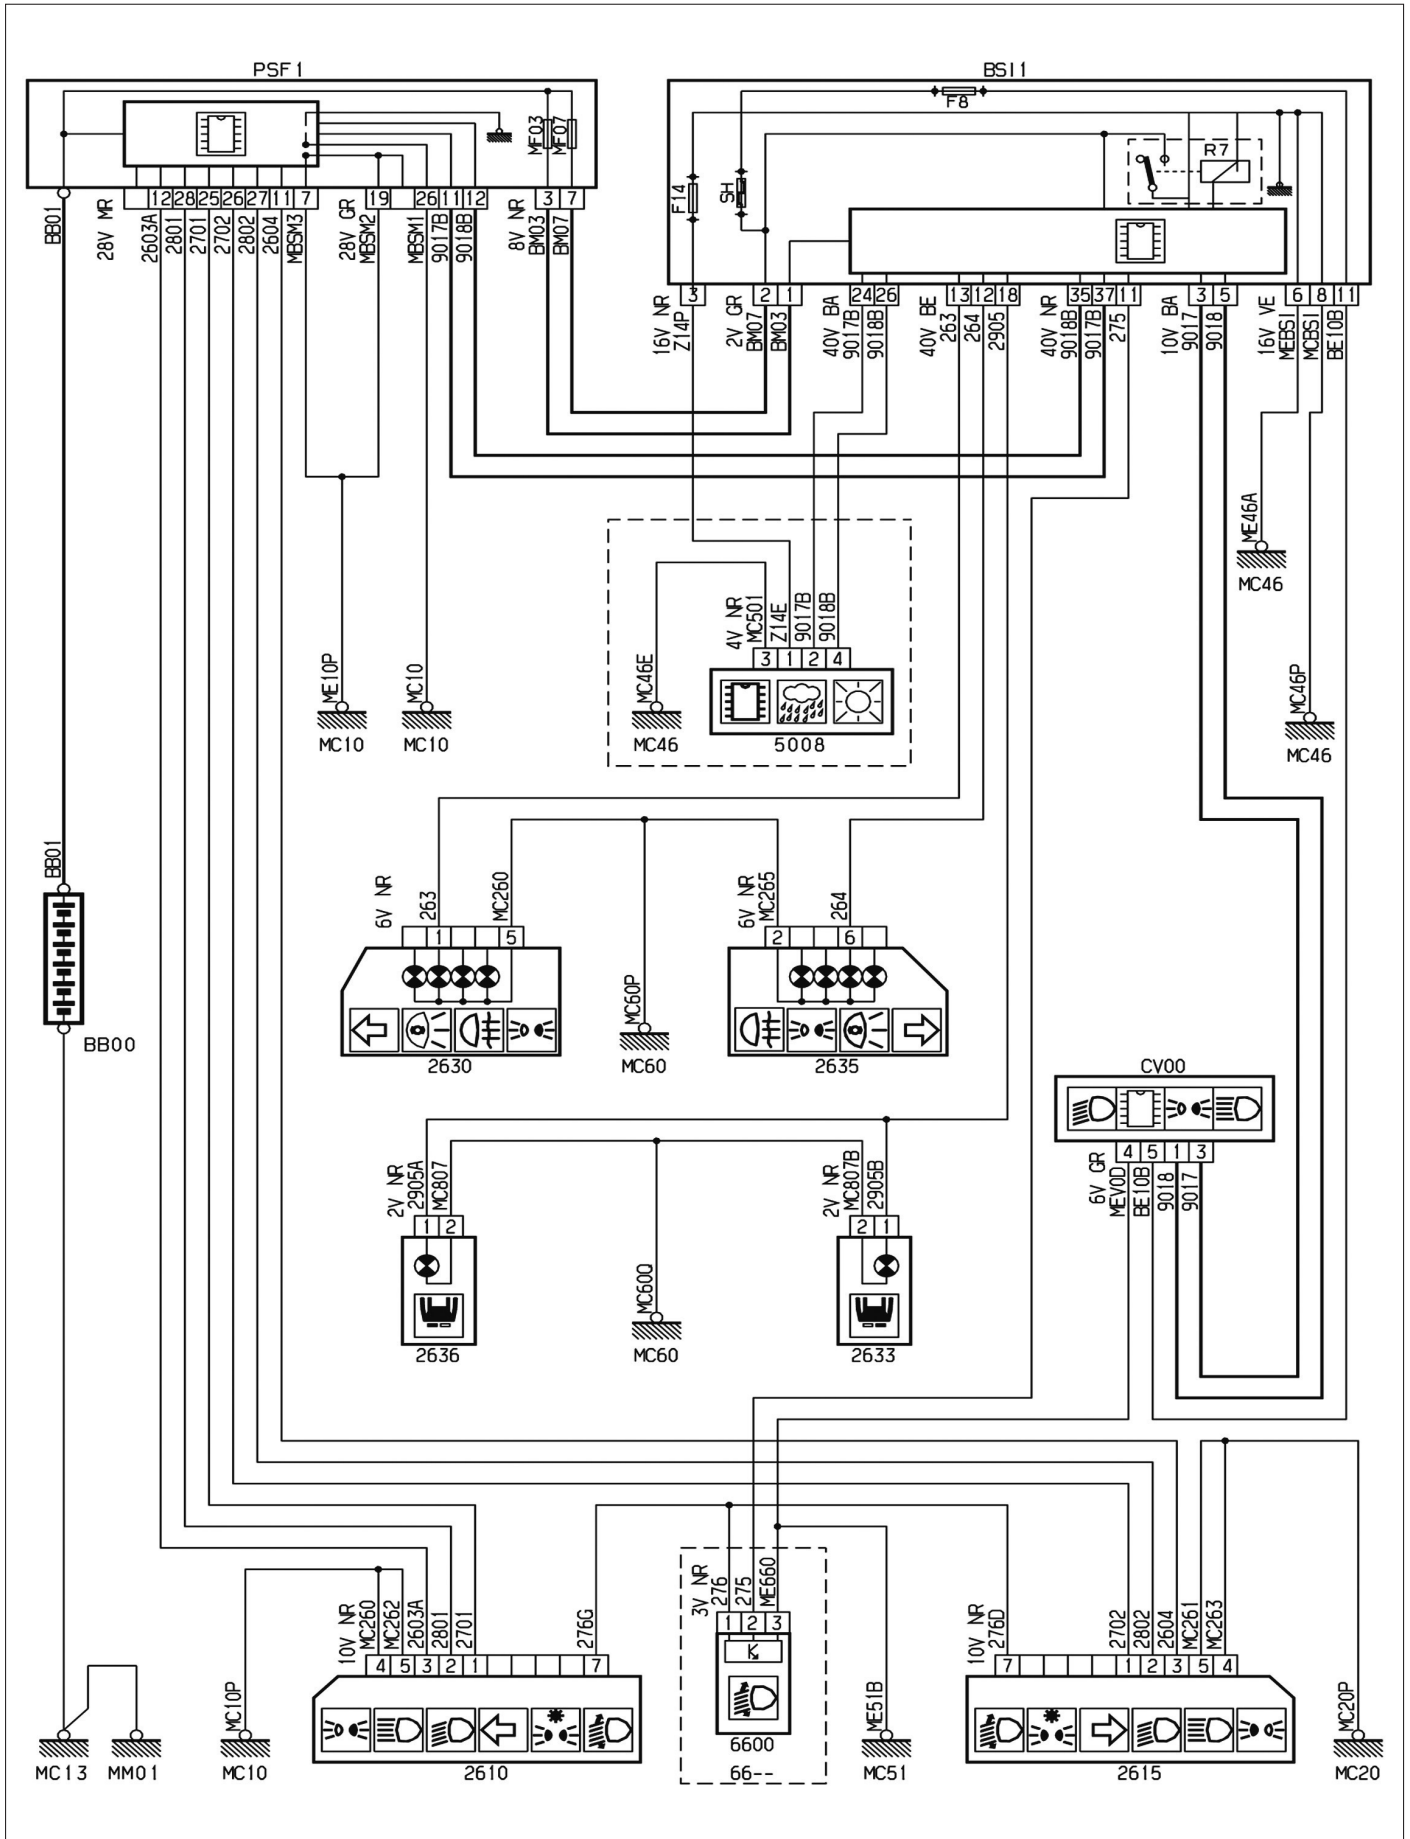 PSF1
BSI1
F8
MF03
MF07
R7
F14
SH
BB01
28V MR
12 28 25 26 27 11 7
2603A
2801
2701
2702
2802
2604
MBSM3
28V GR
19
MBSM2
26 11 12
MBSM1
9017B
9018B
8V NR
3 7
BM03
BM07
16V NR
3
Z14P
2V GR
2 1
BM07
BM03
40V BA
24 26
9017B
9018B
40V BE
13 12 18
263
264
2905
40V NR
35 37 11
9018B
9017B
275
10V BA
3 5
9017
9018
16V VE
6 8 11
MEBSI
MCBSI
BE10B
ME46A
MC46
ME10P
MC10
MC10
MC10
MC46E
MC46
4V NR
MC501
Z14E
9017B
9018B
3 1 2 4
5008
MC46P
MC46
BB01
BB00
6V NR
263
MC260
1 5
2630
MC60P
MC60
6V NR
MC265
264
2 6
2635
CV00
4 5 1 3
6V GR
MEV0D
BE10B
9018
9017
2V NR
2905A
MC807
1 2
2636
MC60Q
MC60
2V NR
MC807B
2905B
2 1
2633
10V NR
MC260
MC262
2603A
2801
2701
276G
4 5 3 2 1 7
MC10P
MC10
2610
3V NR
276
275
ME660
1 2 3
K
6600
66--
ME51B
MC51
10V NR
276D
2702
2802
2604
MC261
MC263
7 1 2 3 5 4
2615
MC20P
MC20
MC13
MM01